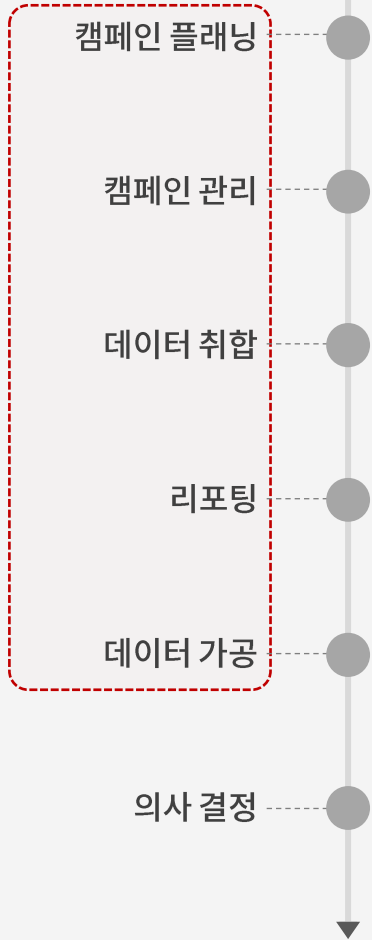 캠페인 플래닝
캠페인 관리
데이터 취합
리포팅
데이터 가공
의사 결정